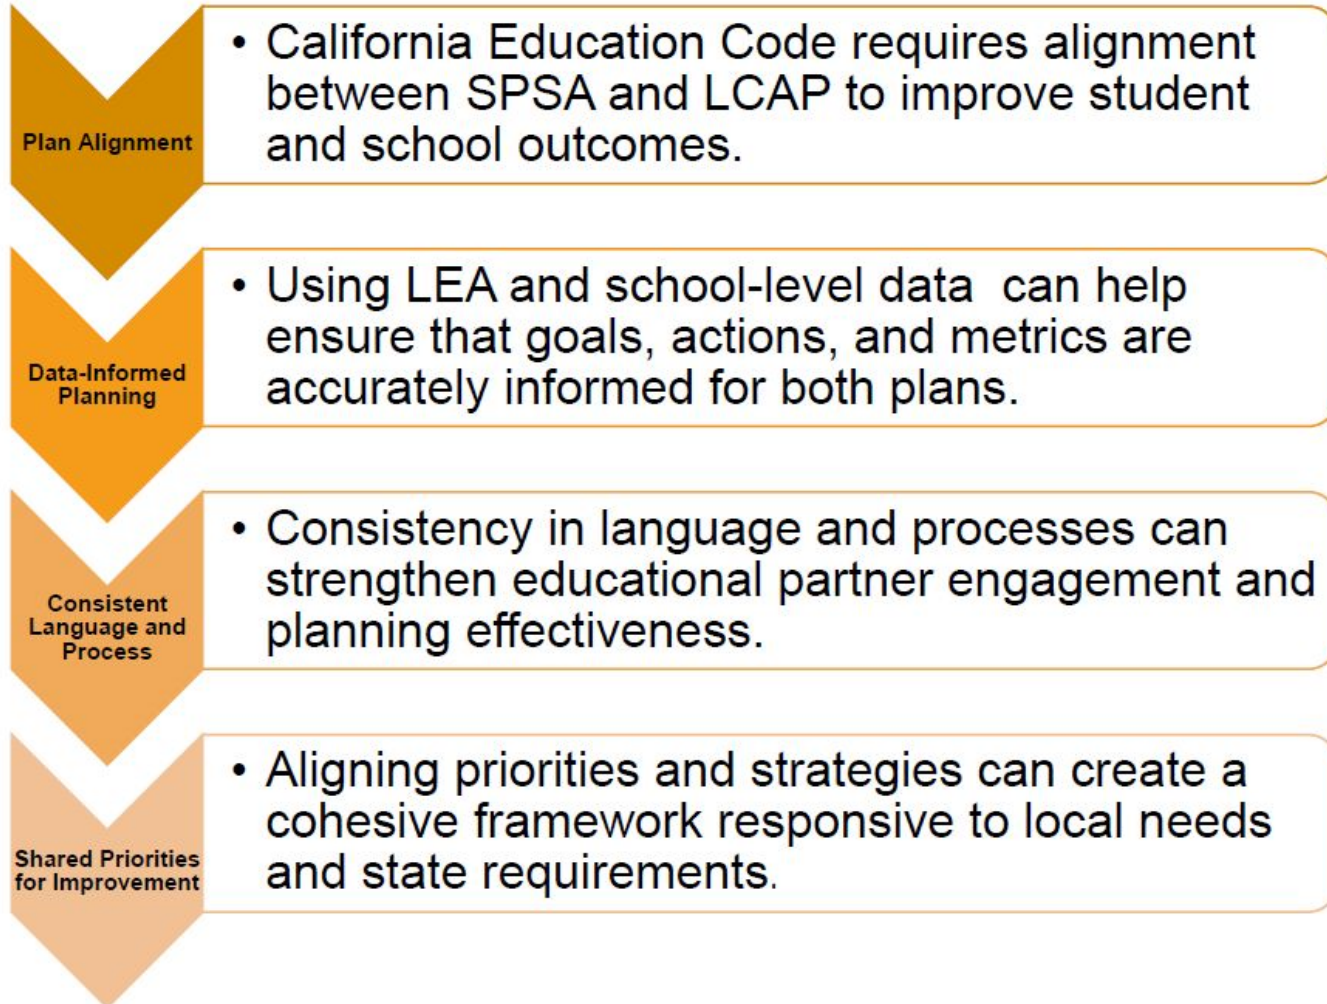 Plan Alignment
• California Education Code requires alignment
between SPSA and LCAP to improve student
and school outcomes.
Data-Informed
Planning
• Using LEA and school-level data  can help
ensure that goals, actions, and metrics are
accurately informed for both plans.
Consistent
Language and
Process
• Consistency in language and processes can
strengthen educational partner engagement and
planning effectiveness.
Shared Priorities
for Improvement
• Aligning priorities and strategies can create a
cohesive framework responsive to local needs
and state requirements.